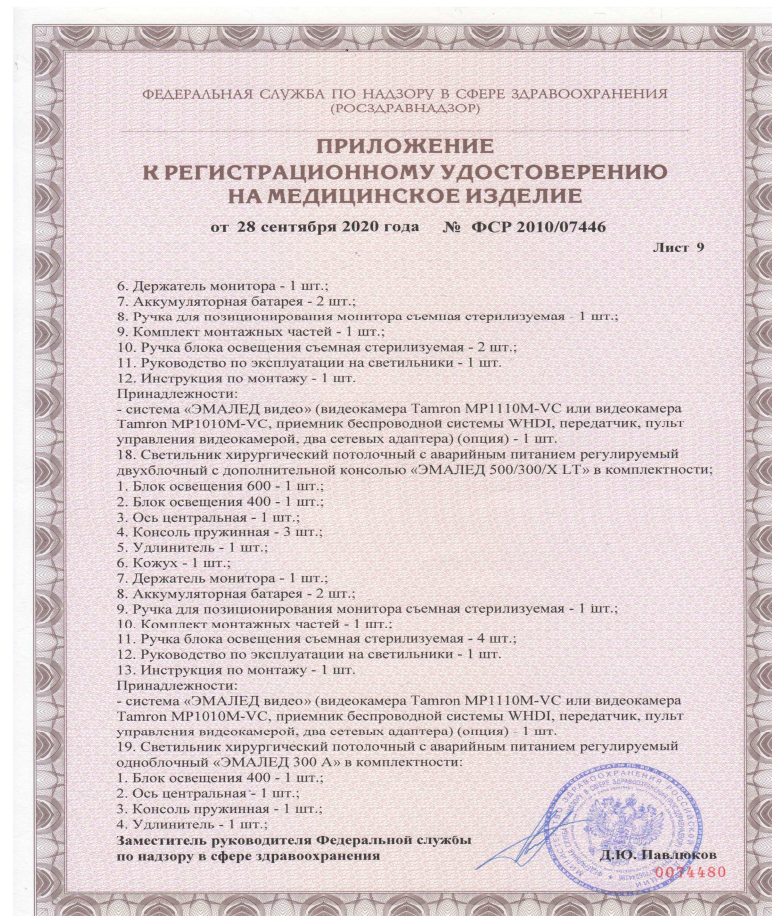 ФЕДЕРАЛЬНАЯ СЛУЖБА ПО НАДЗОРУ В СФЕРЕ ЗДРАВООХРАНЕНИЯ
(РОСЗДРАВНАДЗОР)
ПРИЛОЖЕНИЕ
К РЕГИСТРАЦИОННОМУ УДОСТОВЕРЕНИЮ
НА МЕДИЦИНСКОЕ ИЗДЕЛИЕ
от 28 сентября 2020 года № ФСР 2010/07446
Лист 9
6. Держатель монитора - 1 шт.;
7. Аккумуляторная батарея - 2 шт.;
8. Ручка для позиционирования монитора съемная стерилизуемая - 1 шт.;
9. Комплект монтажных частей - 1 шт.;
10. Ручка блока освещения съемная стерилизуемая - 2 шт.;
11. Руководство по эксплуатации на светильники - 1 шт.
12. Инструкция по монтажу - 1 шт.
Принадлежности:
- система «ЭМАЛЕД видео» (видеокамера Tamron MP1110M-VC или видеокамера
Tamron MP1010M-VC, приемник беспроводной системы WHDI, передатчик, пульт
управления видеокамерой, два сетевых адаптера) (опция) - 1 шт.
18. Светильник хирургический потолочный с аварийным питанием регулируемый
двухблочный с дополнительной консолью «ЭМАЛЕД 500/300/X LT» в комплектности;
1. Блок освещения 600 - 1 шт.;
2. Блок освещения 400 - 1 шт.;
3. Ось центральная - 1 шт.;
4. Консоль пружинная - 3 шт.;
5. Удлинитель - 1 шт.;
6. Кожух - 1 шт.;
7. Держатель монитора - 1 шт.;
8. Аккумуляторная батарея - 2 шт.;
9. Ручка для позиционирования монитора съемная стерилизуемая - 1 шт.;
10. Комплект монтажных частей - 1 шт.;
11. Ручка блока освещения съемная стерилизуемая - 4 шт.;
12. Руководство по эксплуатации на светильники - 1 шт.
13. Инструкция по монтажу - 1 шт.
Принадлежности:
- система «ЭМАЛЕД видео» (видеокамера Tamron MP1110M-VC или видеокамера
Tamron MP1010M-VC, приемник беспроводной системы WHDI, передатчик, пульт
управления видеокамерой, два сетевых адаптера) (опция) - 1 шт.
19. Светильник хирургический потолочный с аварийным питанием регулируемый
одноблочный «ЭМАЛЕД 300 А» в комплектности:
1. Блок освещения 400 - 1 шт.;
2. Ось центральная - 1 шт.;
3. Консоль пружинная - 1 шт.;
4. Удлинитель - 1 шт.;
Заместитель руководителя Федеральной службы
по надзору в сфере здравоохранения
Д.Ю. Павлюков
0074480